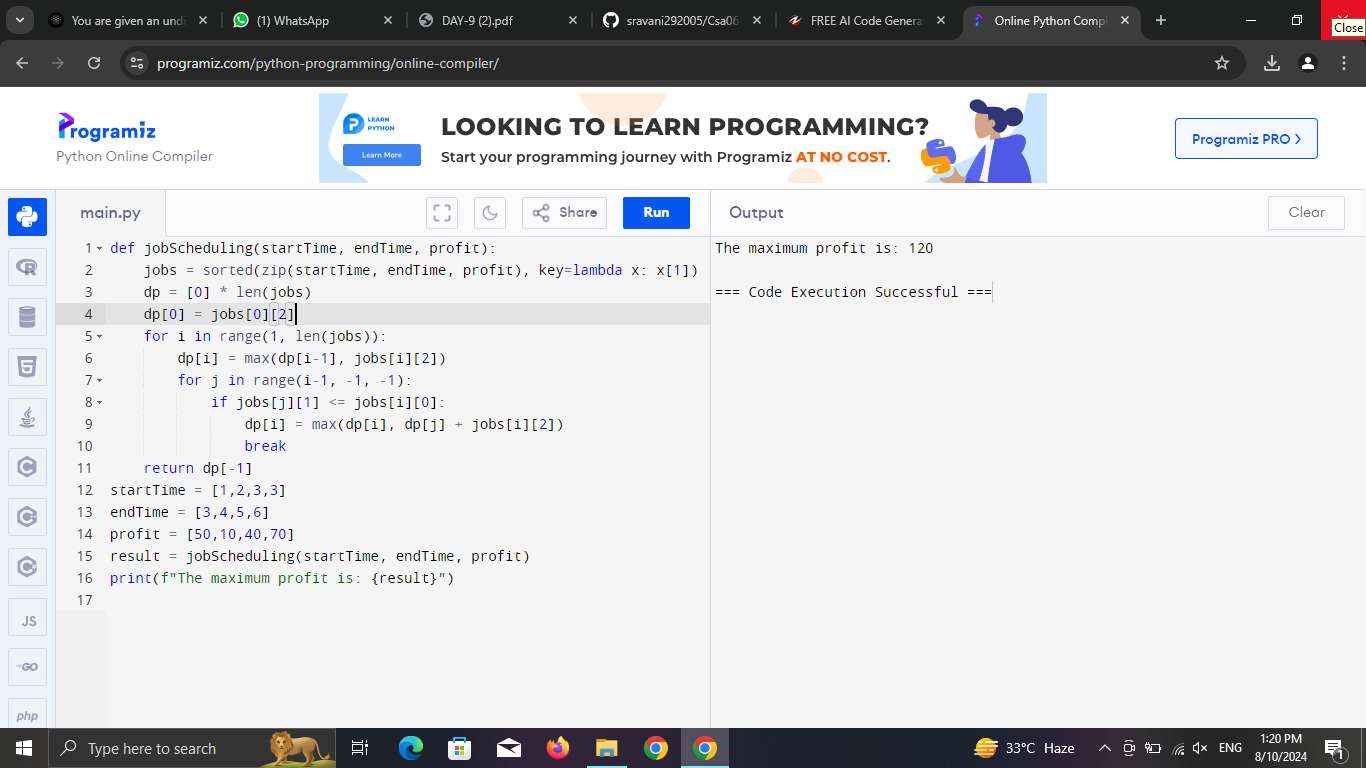 You are given an undi
(1) WhatsApp
DAY-9 (2).pdf
sravani292005/Csa06
FREE AI Code Genera
Online Python Compi
Close
programiz.com/python-programming/online-compiler/
Programiz
Python Online Compiler
LEARN
PYTHON
Learn More
LOOKING TO LEARN PROGRAMMING?
Start your programming journey with Programiz AT NO COST.
Programiz PRO >
main.py
Share
Run
Output
Clear
1 def jobScheduling(startTime, endTime, profit):
2     jobs = sorted(zip(startTime, endTime, profit), key=lambda x: x[1])
3     dp = [0] * len(jobs)
4     dp[0] = jobs[0][2]
5     for i in range(1, len(jobs)):
6         dp[i] = max(dp[i-1], jobs[i][2])
7         for j in range(i-1, -1, -1):
8             if jobs[j][1] <= jobs[i][0]:
9                 dp[i] = max(dp[i], dp[j] + jobs[i][2])
10                 break
11     return dp[-1]
12 startTime = [1,2,3,3]
13 endTime = [3,4,5,6]
14 profit = [50,10,40,70]
15 result = jobScheduling(startTime, endTime, profit)
16 print(f"The maximum profit is: {result}")
17
The maximum profit is: 120
=== Code Execution Successful ===
JS
GO
php
Type here to search
33°C Haze
ENG
1:20 PM
8/10/2024
1